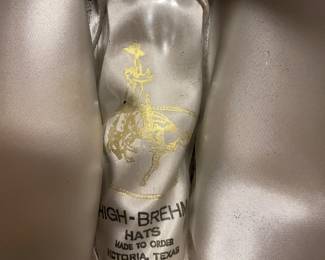 HIGH-BREHM
HATS
MADE TO ORDER
VICTORIA, TEXAS